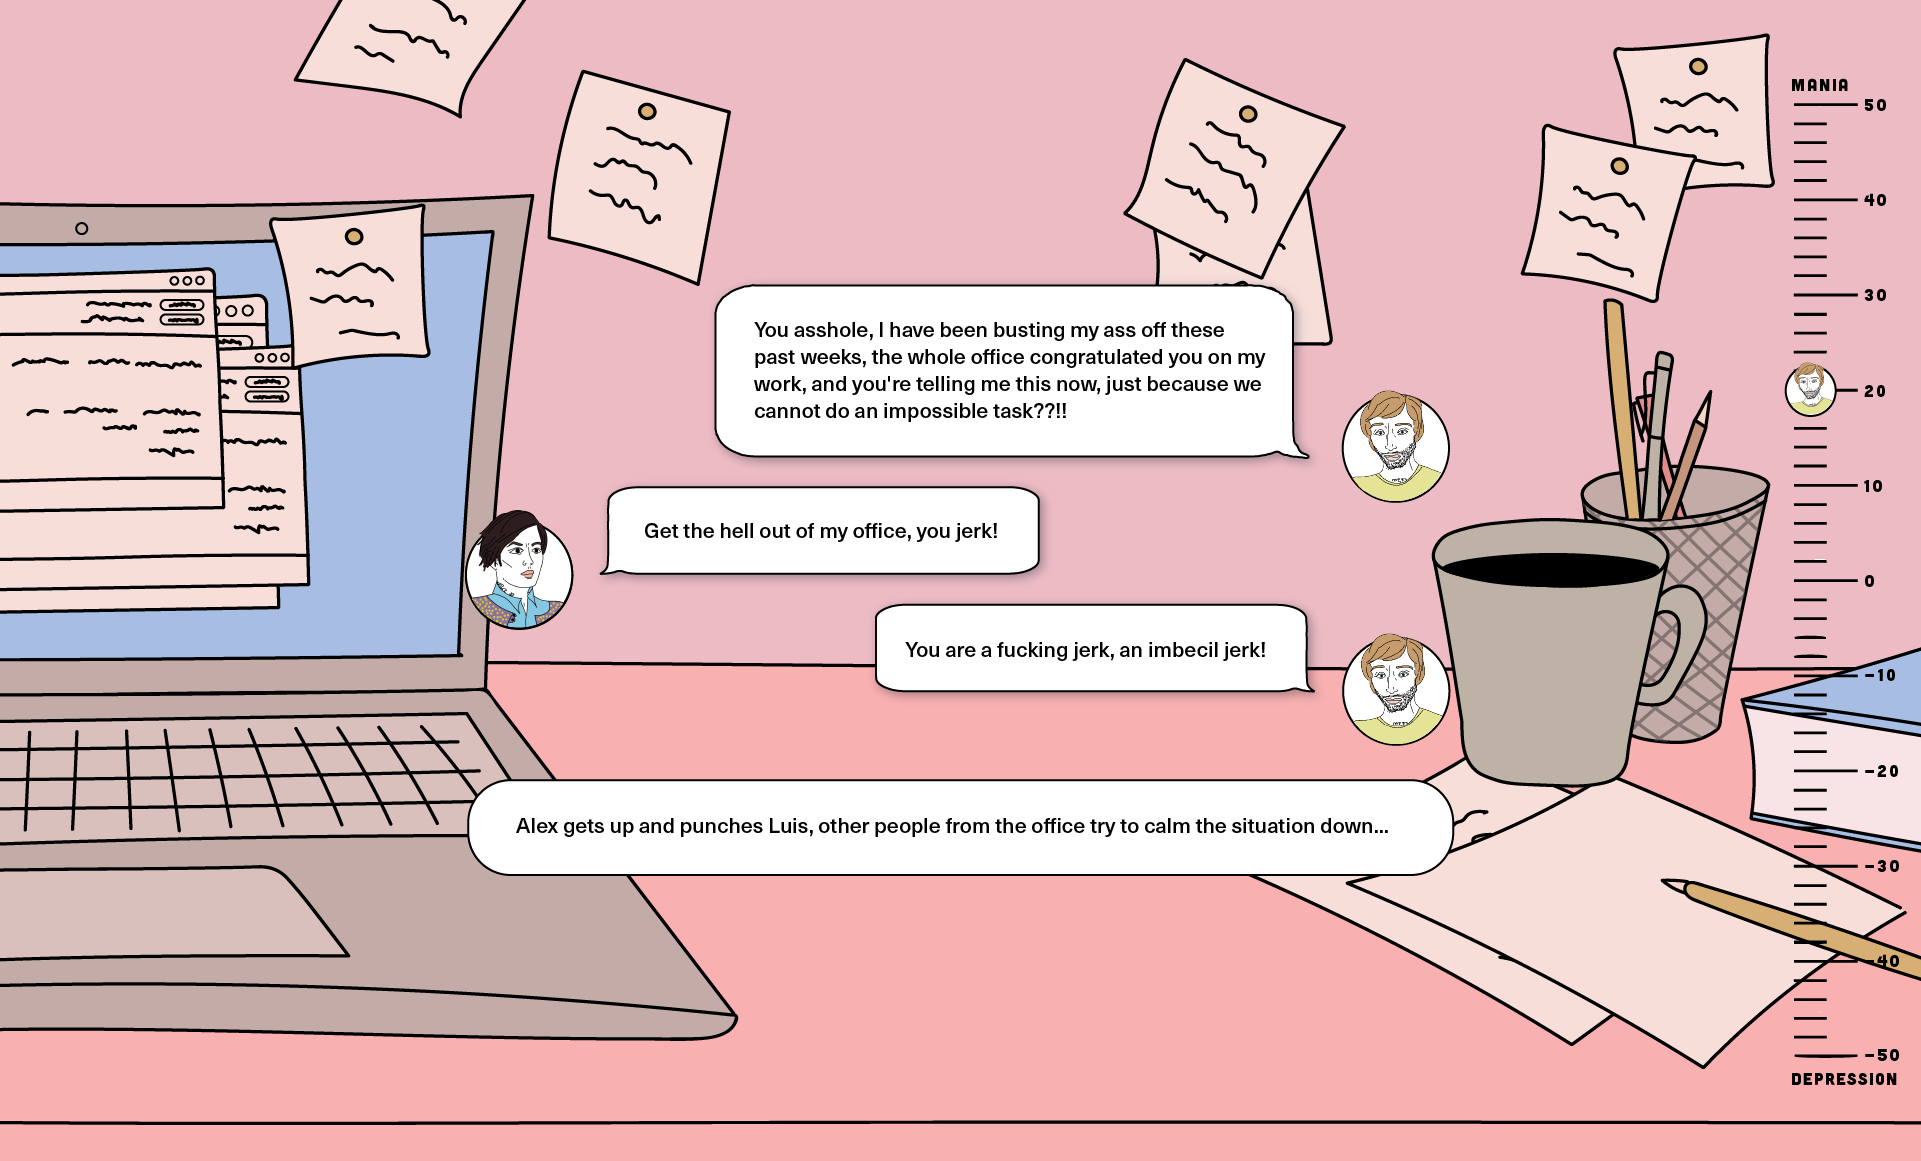 MANIA
50
40
30
20
10
0
-10
-20
-30
-40
-50
DEPRESSION
You asshole, I have been busting my ass off these
past weeks, the whole office congratulated you on my
work, and you're telling me this now, just because we
cannot do an impossible task??!!
Get the hell out of my office, you jerk!
You are a fucking jerk, an imbecil jerk!
Alex gets up and punches Luis, other people from the office try to calm the situation down...